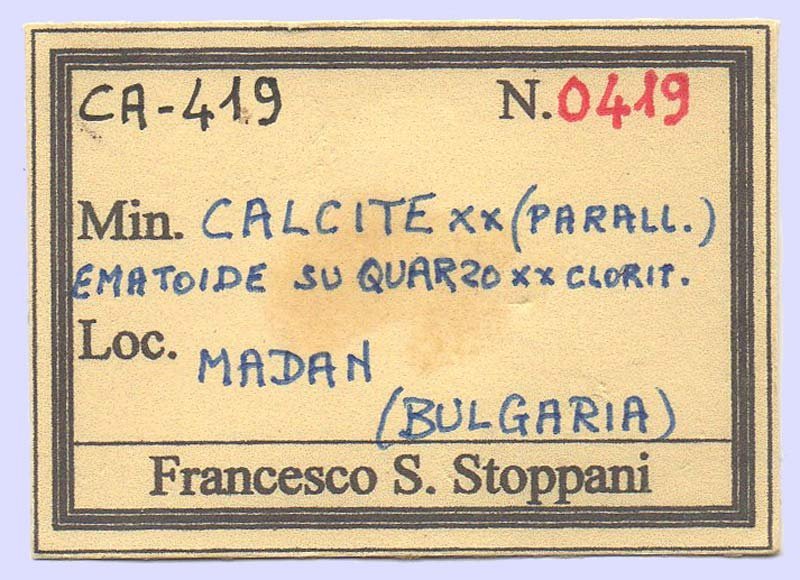 CA-419 N.0419
Min. CALCITE xx (PARALL.)
EMATOIDE SU QUARZO xx CLORIT.
Loc. MADAN
(BULGARIA)
Francesco S. Stoppani